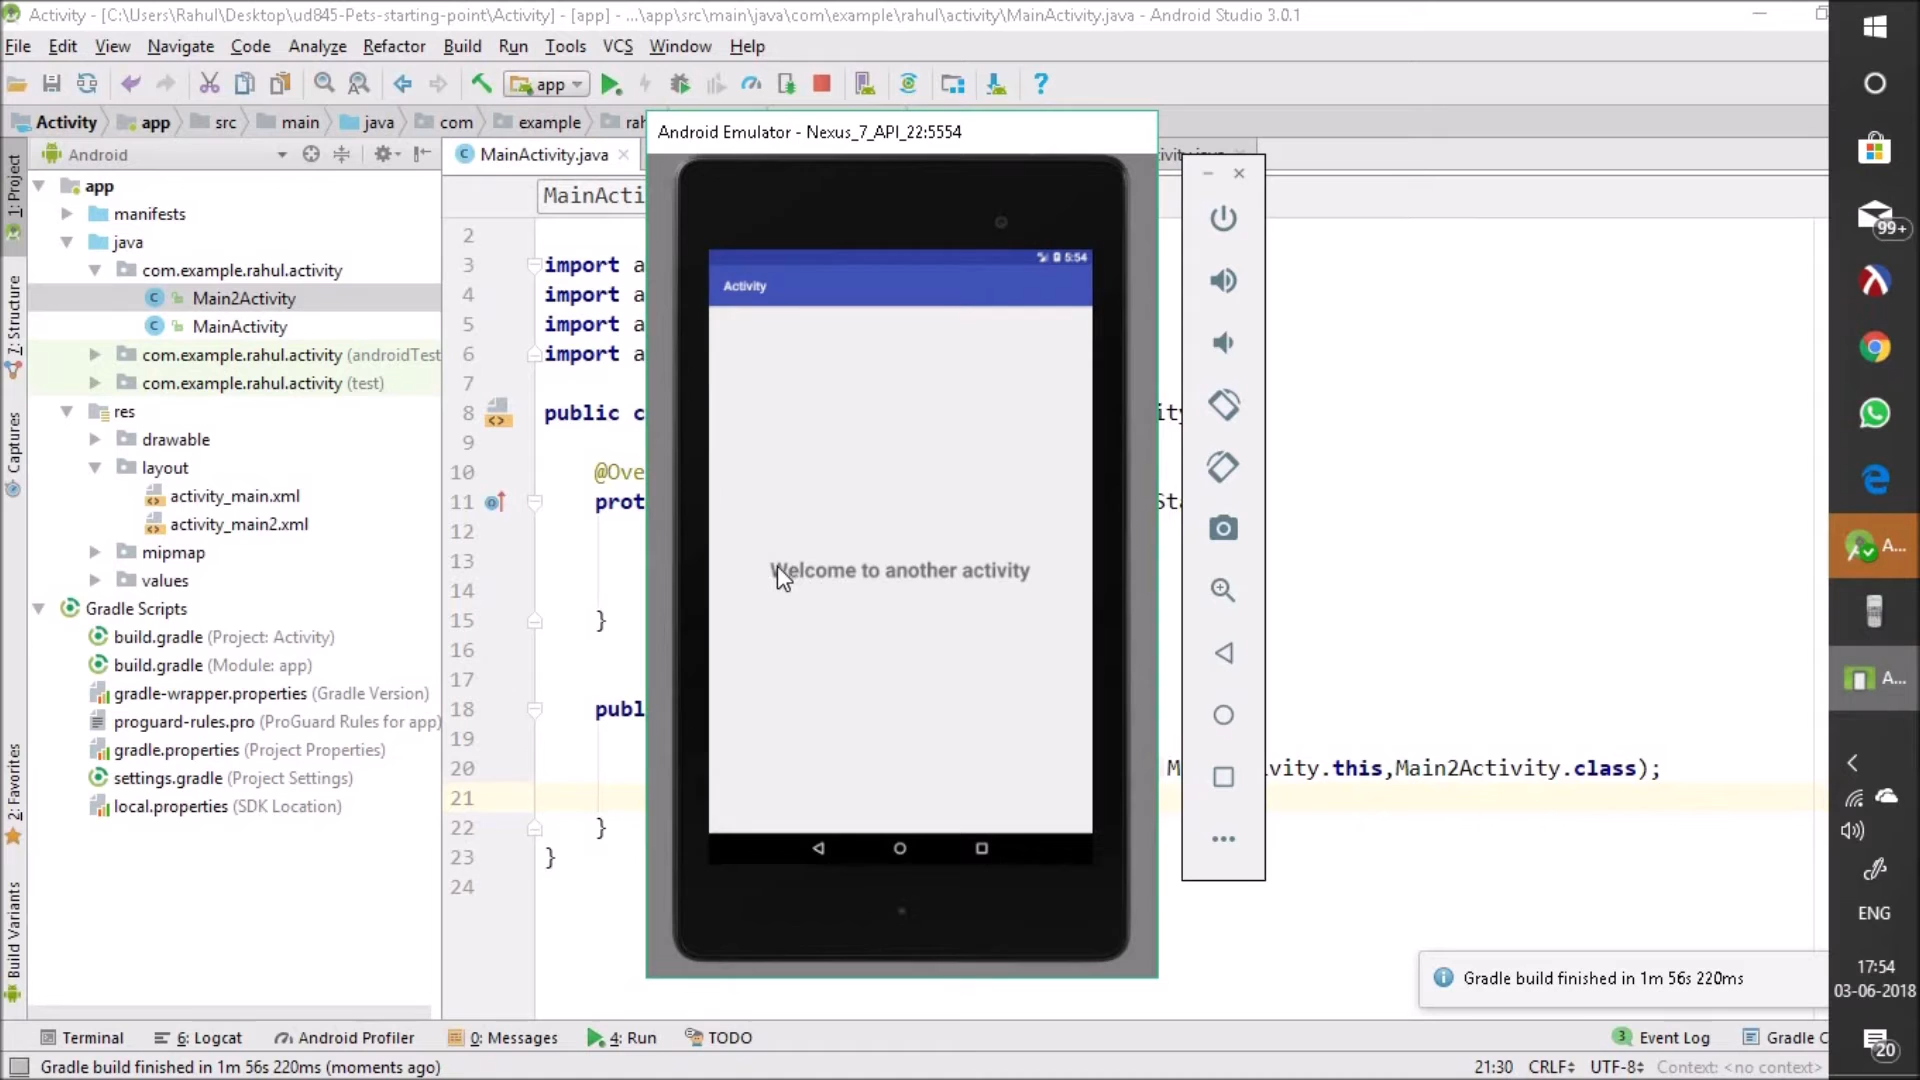 Activity - [C:\Users\Rahul\Desktop\ud845-Pets-starting-point\Activity] - [app] - ...\app\src\main\java\com\example\rahul\activity\MainActivity.java - Android Studio 3.0.1
File Edit View Navigate Code Analyze Refactor Build Run Tools VCS Window Help
app
Activity app src main java com example rah
Android Emulator - Nexus_7_API_22:5554
Android
MainActivity.java
1: Project
7: Structure
Captures
2: Favorites
Build Variants
app
manifests
java
com.example.rahul.activity
Main2Activity
MainActivity
com.example.rahul.activity (androidTest
com.example.rahul.activity (test)
res
drawable
layout
activity_main.xml
activity_main2.xml
mipmap
values
Gradle Scripts
build.gradle (Project: Activity)
build.gradle (Module: app)
gradle-wrapper.properties (Gradle Version)
proguard-rules.pro (ProGuard Rules for app)
gradle.properties (Project Properties)
settings.gradle (Project Settings)
local.properties (SDK Location)
MainActi
2
3 import a
4 import a
5 import a
6 import a
7
8 public c
9
10 @Ove
11 prot
12
13
14
15 }
16
17
18 publ
19
20 M ivity.this,Main2Activity.class);
21
22 }
23 }
24
5:54
Activity
Welcome to another activity
99+
A...
A...
ENG
17:54
03-06-2018
20
Gradle build finished in 1m 56s 220ms
Terminal 6: Logcat Android Profiler 0: Messages 4: Run TODO 3 Event Log Gradle C
Gradle build finished in 1m 56s 220ms (moments ago) 21:30 CRLF UTF-8 Context: <no context>